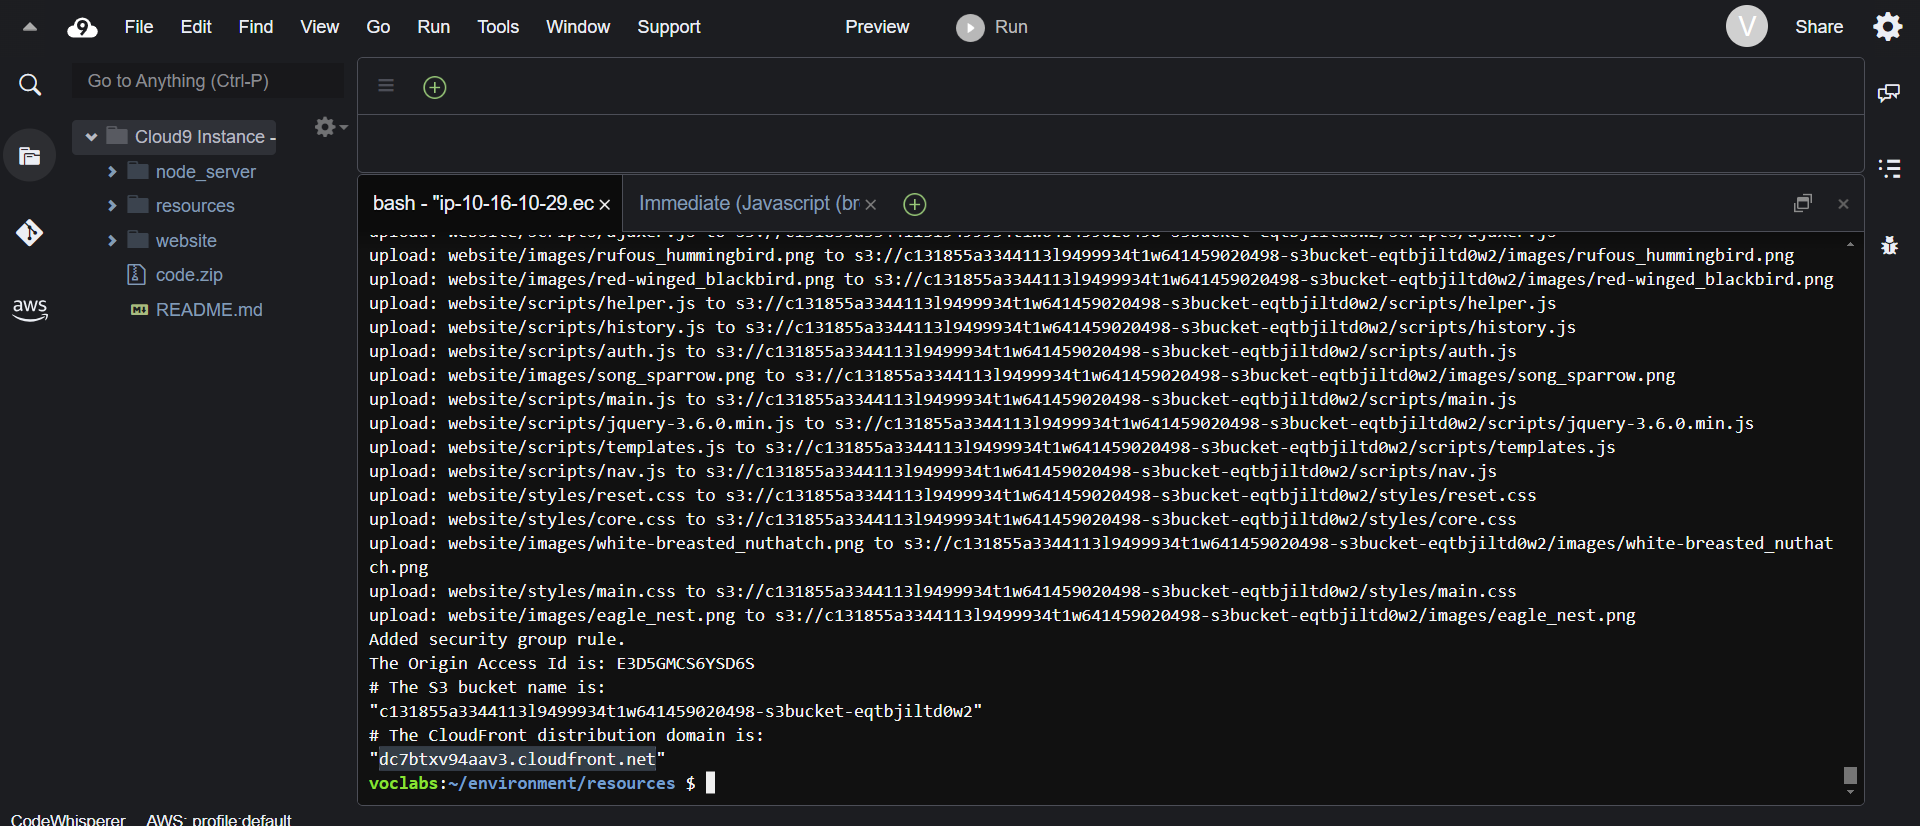 File Edit Find View Go Run Tools Window Support Preview Run V Share
Go to Anything (Ctrl-P)
Cloud9 Instance -
node_server
resources
website
code.zip
README.md
aws
bash - "ip-10-16-10-29.ec
Immediate (Javascript (br
upload: website/scripts/ajaxer.js to s3://c131855a3344113l9499934t1w641459020498-s3bucket-eqtbjiltd0w2/scripts/ajaxer.js
upload: website/images/rufous_hummingbird.png to s3://c131855a3344113l9499934t1w641459020498-s3bucket-eqtbjiltd0w2/images/rufous_hummingbird.png
upload: website/images/red-winged_blackbird.png to s3://c131855a3344113l9499934t1w641459020498-s3bucket-eqtbjiltd0w2/images/red-winged_blackbird.png
upload: website/scripts/helper.js to s3://c131855a3344113l9499934t1w641459020498-s3bucket-eqtbjiltd0w2/scripts/helper.js
upload: website/scripts/history.js to s3://c131855a3344113l9499934t1w641459020498-s3bucket-eqtbjiltd0w2/scripts/history.js
upload: website/scripts/auth.js to s3://c131855a3344113l9499934t1w641459020498-s3bucket-eqtbjiltd0w2/scripts/auth.js
upload: website/images/song_sparrow.png to s3://c131855a3344113l9499934t1w641459020498-s3bucket-eqtbjiltd0w2/images/song_sparrow.png
upload: website/scripts/main.js to s3://c131855a3344113l9499934t1w641459020498-s3bucket-eqtbjiltd0w2/scripts/main.js
upload: website/scripts/jquery-3.6.0.min.js to s3://c131855a3344113l9499934t1w641459020498-s3bucket-eqtbjiltd0w2/scripts/jquery-3.6.0.min.js
upload: website/scripts/templates.js to s3://c131855a3344113l9499934t1w641459020498-s3bucket-eqtbjiltd0w2/scripts/templates.js
upload: website/scripts/nav.js to s3://c131855a3344113l9499934t1w641459020498-s3bucket-eqtbjiltd0w2/scripts/nav.js
upload: website/styles/reset.css to s3://c131855a3344113l9499934t1w641459020498-s3bucket-eqtbjiltd0w2/styles/reset.css
upload: website/styles/core.css to s3://c131855a3344113l9499934t1w641459020498-s3bucket-eqtbjiltd0w2/styles/core.css
upload: website/images/white-breasted_nuthatch.png to s3://c131855a3344113l9499934t1w641459020498-s3bucket-eqtbjiltd0w2/images/white-breasted_nuthat
ch.png
upload: website/styles/main.css to s3://c131855a3344113l9499934t1w641459020498-s3bucket-eqtbjiltd0w2/styles/main.css
upload: website/images/eagle_nest.png to s3://c131855a3344113l9499934t1w641459020498-s3bucket-eqtbjiltd0w2/images/eagle_nest.png
Added security group rule.
The Origin Access Id is: E3D5GMCS6YSD6S
# The S3 bucket name is:
"c131855a3344113l9499934t1w641459020498-s3bucket-eqtbjiltd0w2"
# The CloudFront distribution domain is:
"dc7btxv94aav3.cloudfront.net"
voclabs:~/environment/resources $
CodeWhisperer AWS: profile:default